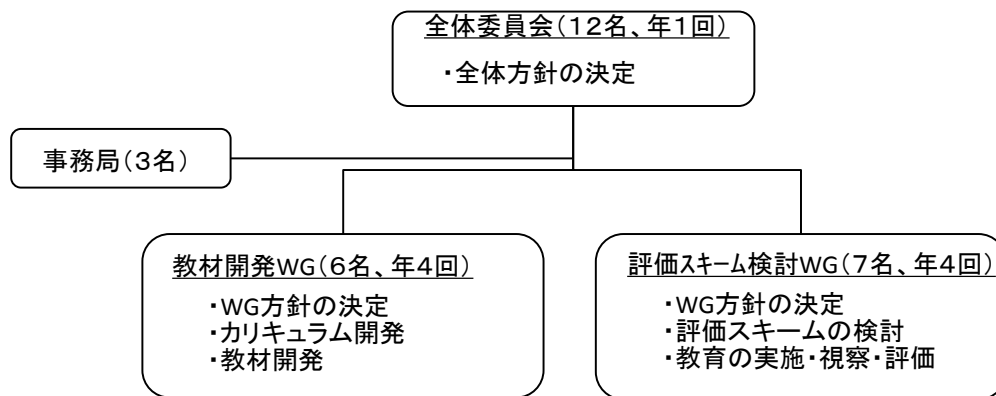 全体委員会(12名、年1回)
・全体方針の決定
事務局(3名)
教材開発WG(6名、年4回)
・WG方針の決定
・カリキュラム開発
・教材開発
評価スキーム検討WG(7名、年4回)
・WG方針の決定
・評価スキームの検討
・教育の実施・視察・評価